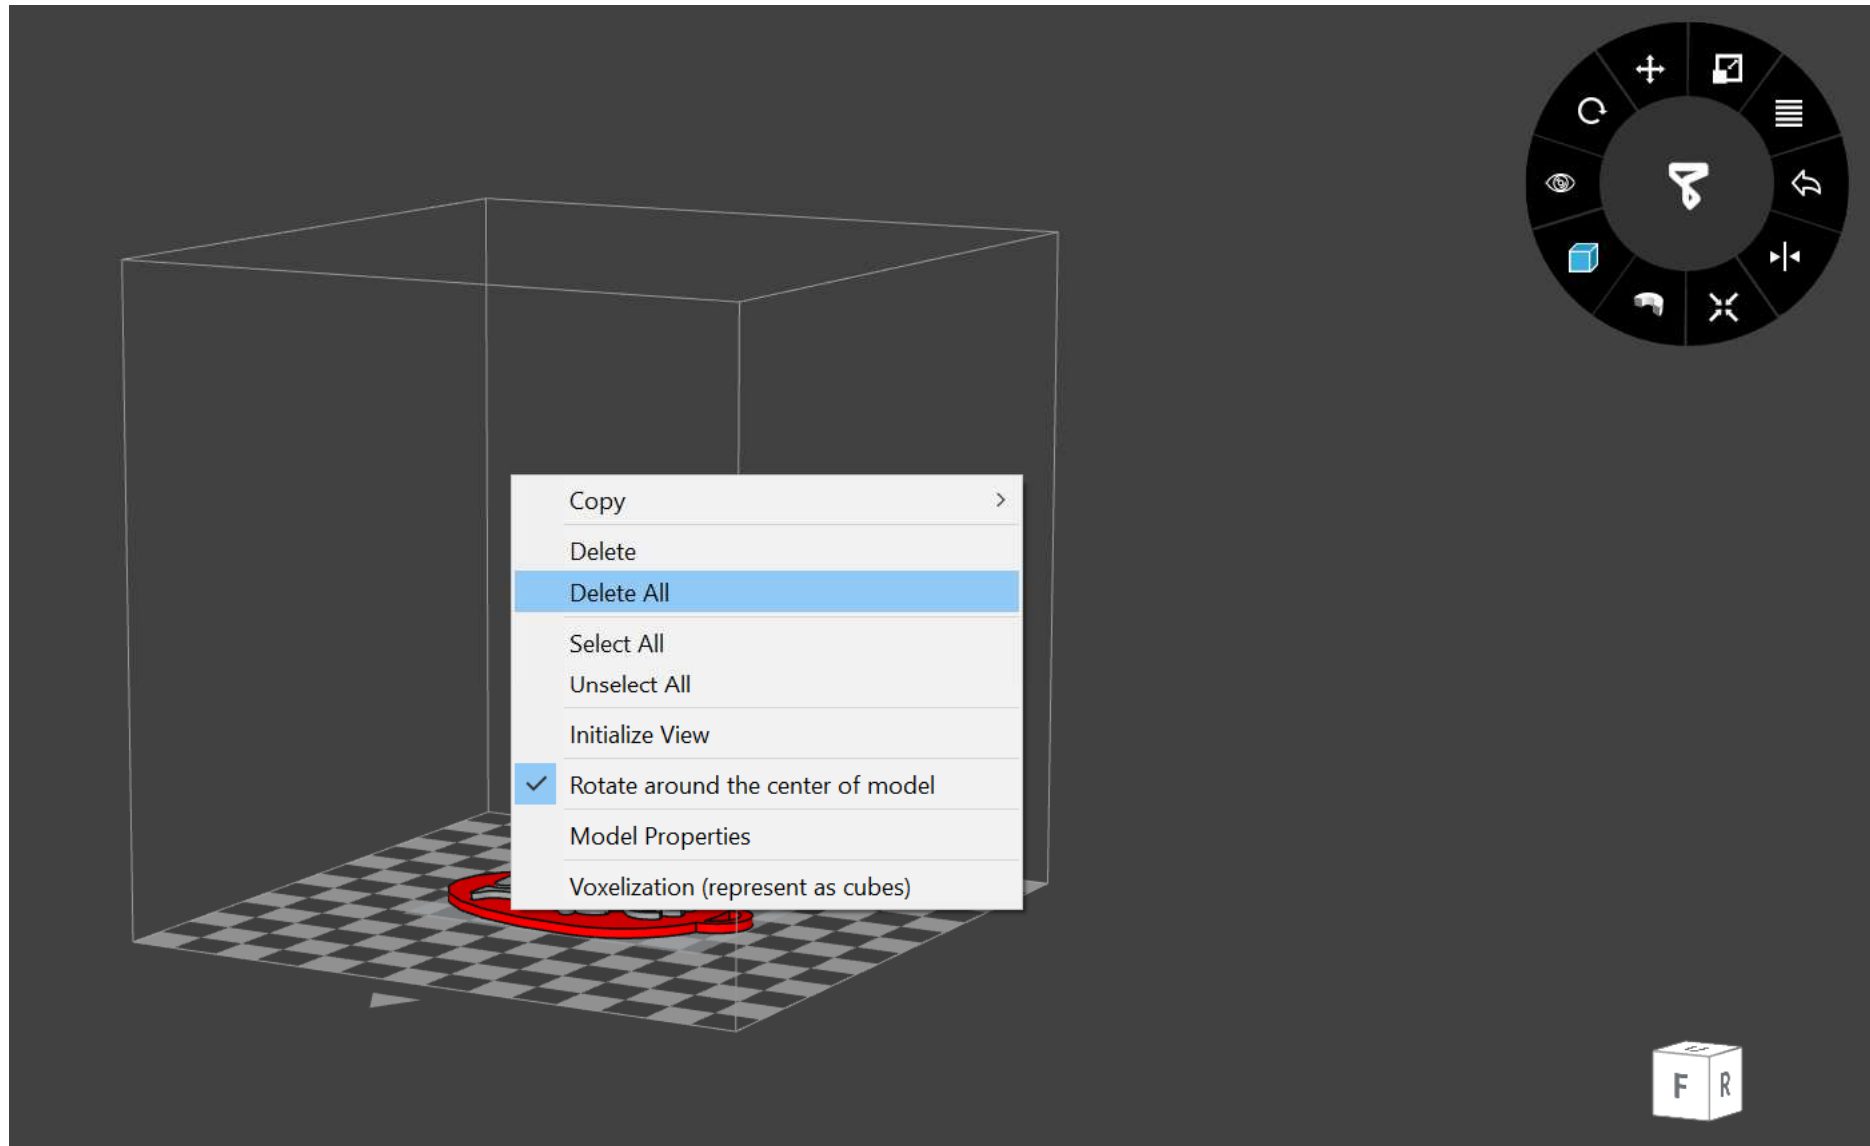 Copy
Delete
Delete All
Select All
Unselect All
Initialize View
Rotate around the center of model
Model Properties
Voxelization (represent as cubes)
F
R